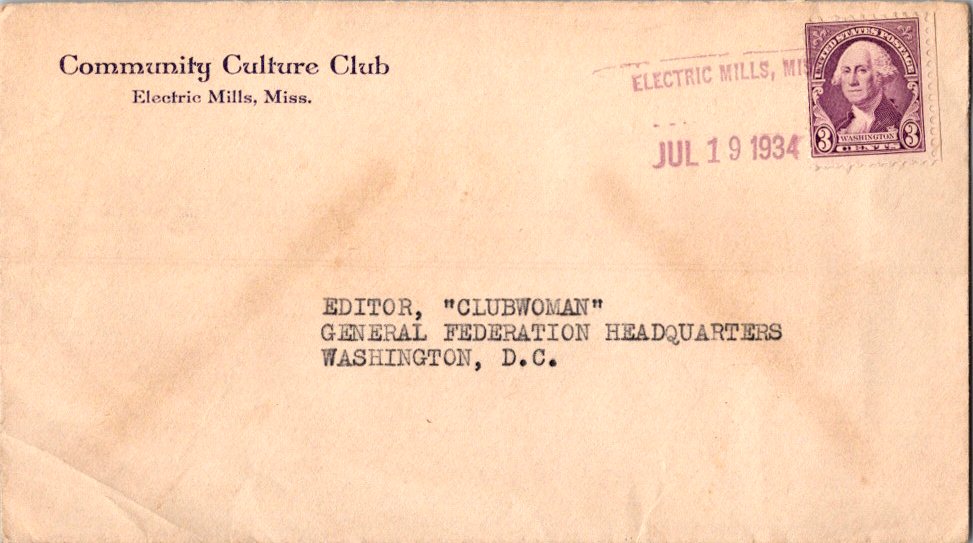 Community Culture Club
Electric Mills, Miss.
ELECTRIC MILLS, MIS
JUL 19 1934
UNITED STATES POSTAGE
WASHINGTON
3 3
CENTS
EDITOR, "CLUBWOMAN"
GENERAL FEDERATION HEADQUARTERS
WASHINGTON, D.C.